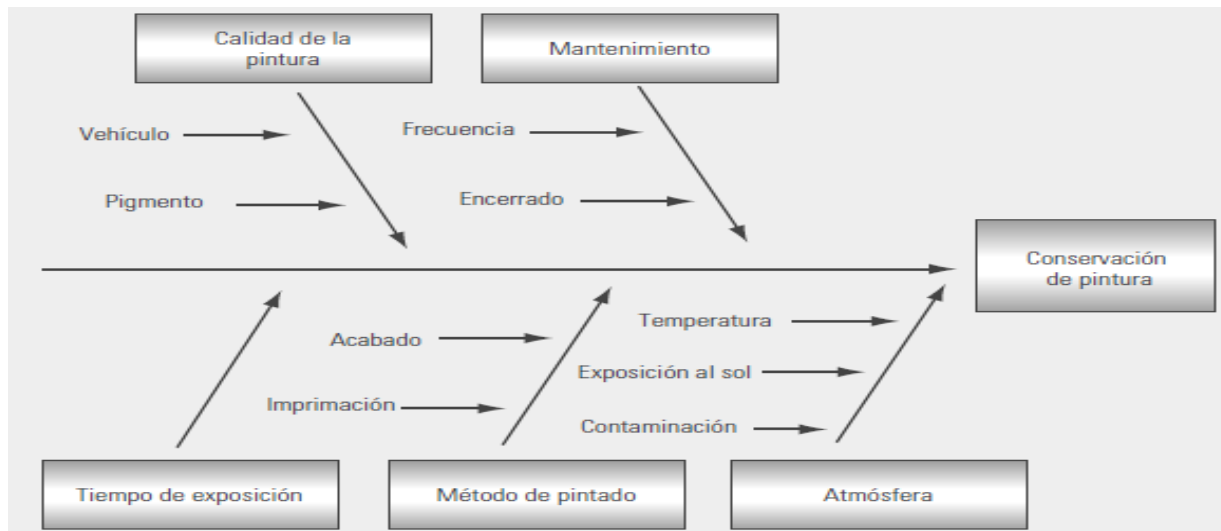 Calidad de la
pintura
Mantenimiento
Vehículo
Frecuencia
Pigmento
Encerrado
Conservación
de pintura
Temperatura
Acabado
Exposición al sol
Imprimación
Contaminación
Tiempo de exposición
Método de pintado
Atmósfera